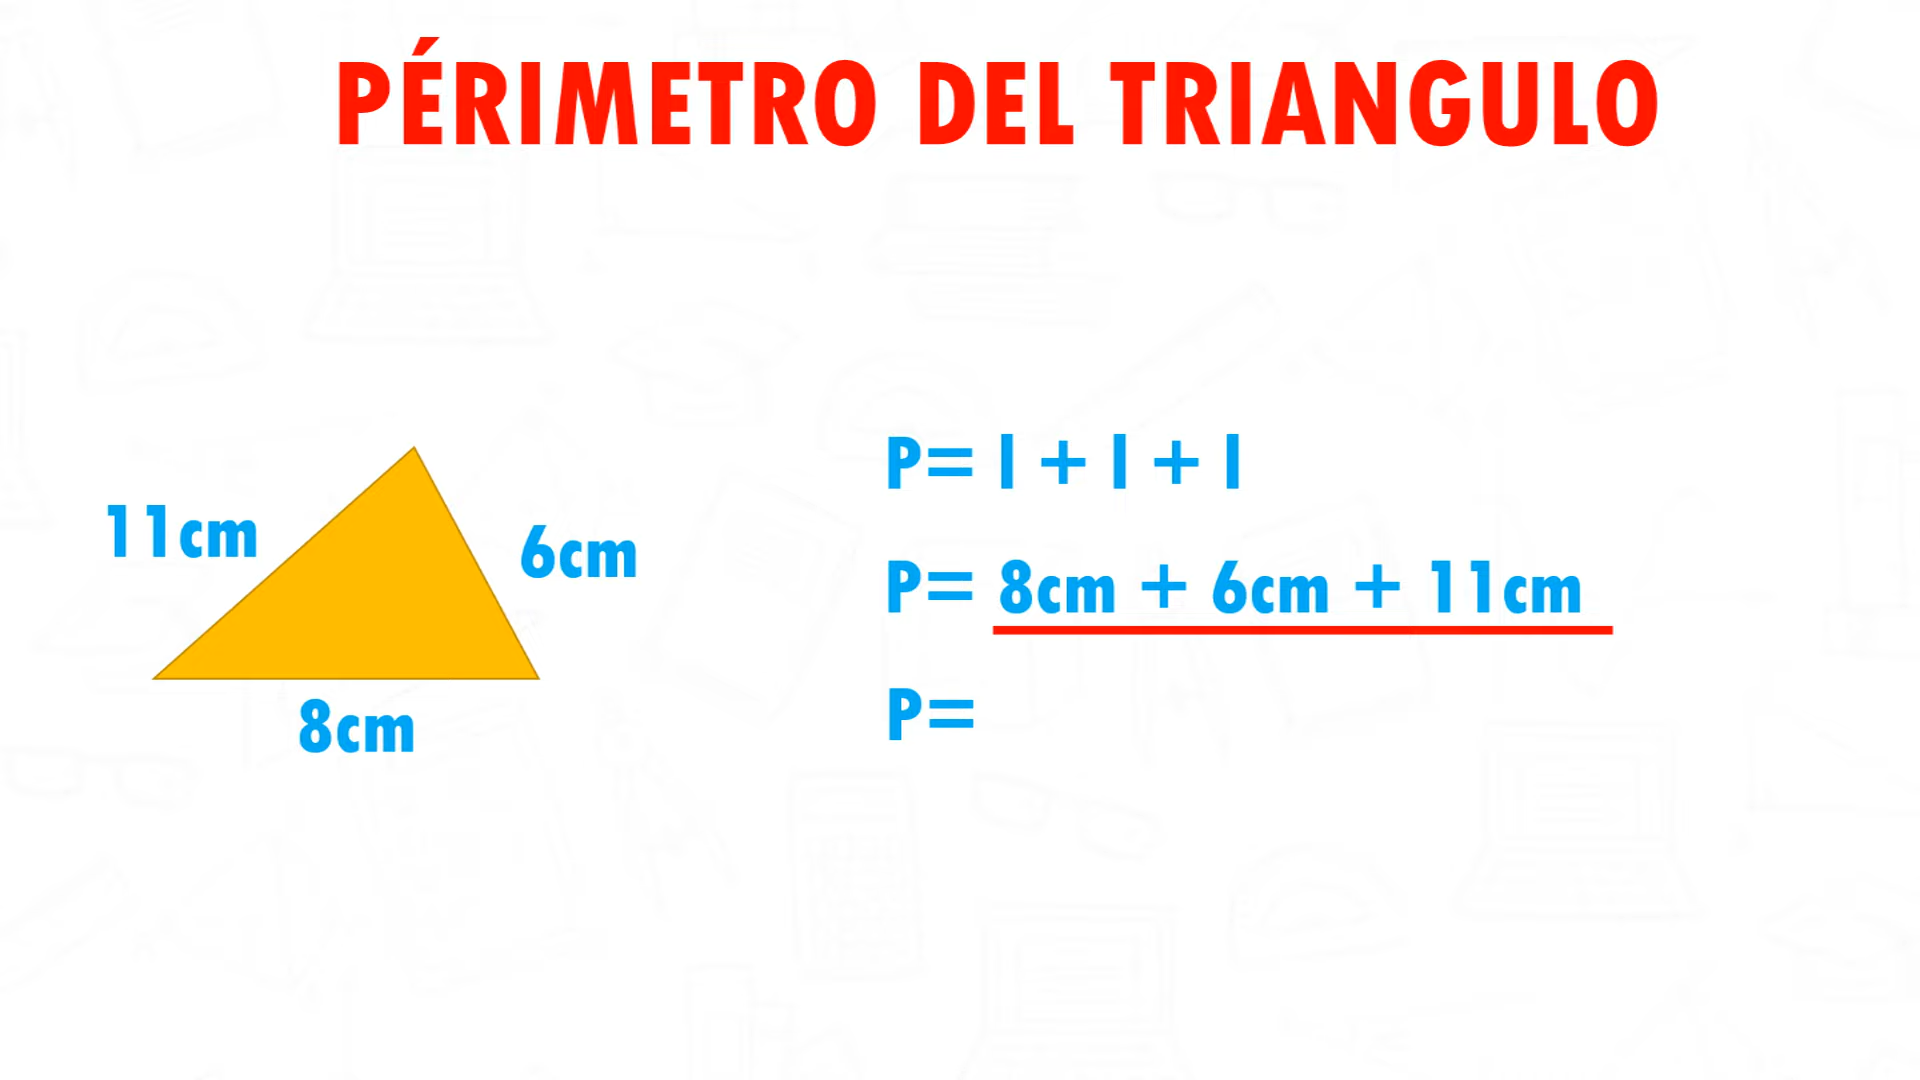 PÉRIMETRO DEL TRIANGULO
11cm
6cm
8cm
P= l + l + l
P= 8cm + 6cm + 11cm
P=